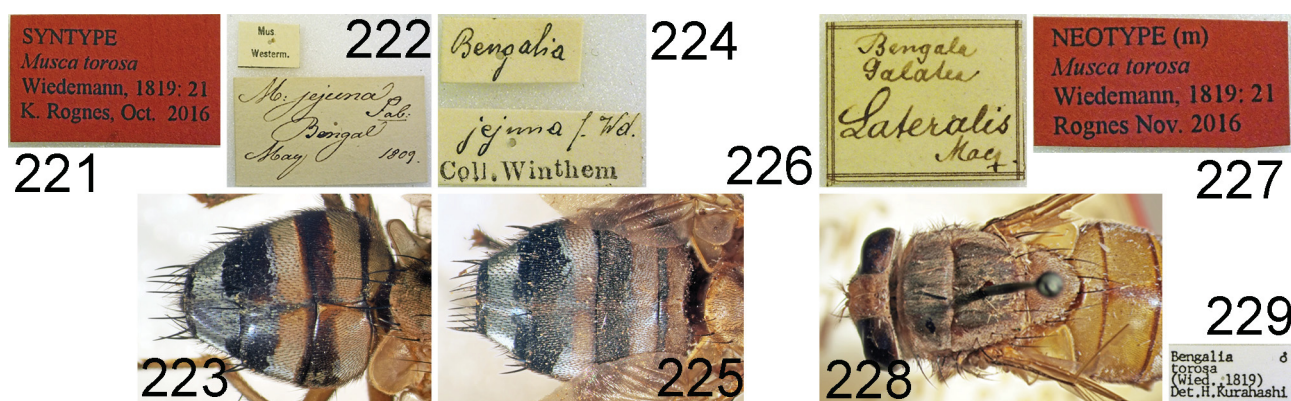 SYNTYPE
Musca torosa
Wiedemann, 1819: 21
K. Rognes, Oct. 2016
221
Mus.
Westerm.
222
M: jejuna
Fab:
Bengal
May 1809.
Bengalia
224
jejuna f. Wd.
Coll. Winthem
226
Bengala
Galatea
Lateralis
Macq.
NEOTYPE (m)
Musca torosa
Wiedemann, 1819: 21
Rognes Nov. 2016
227
223
225
228
229
Bengalia ♂
torosa
(Wied.,1819)
Det.H.Kurahashi